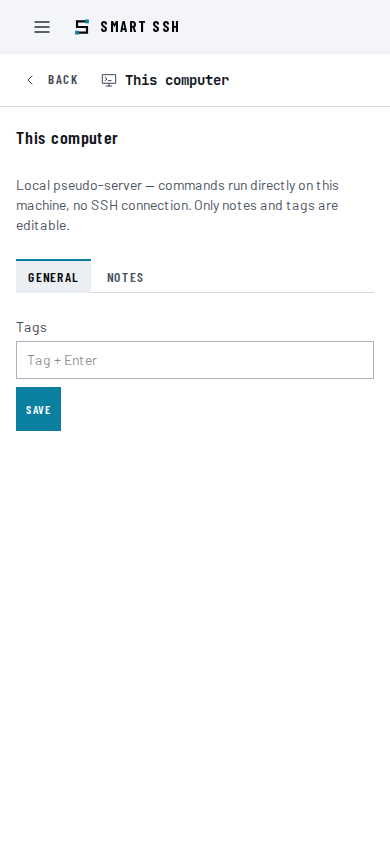 SMART SSH
BACK This computer
This computer
Local pseudo-server — commands run directly on this
machine, no SSH connection. Only notes and tags are
editable.
GENERAL NOTES
Tags
Tag + Enter
SAVE